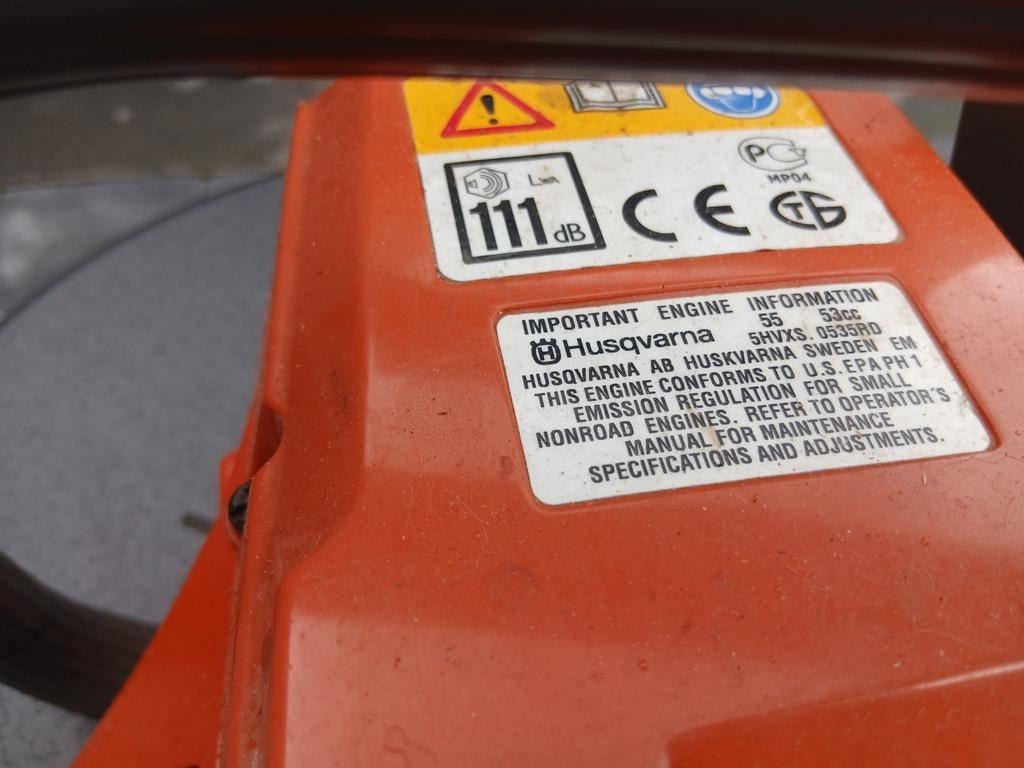 LWA
111 dB
CE
PC
MP04
СТБ
IMPORTANT ENGINE INFORMATION
Husqvarna 55 53cc
5HVXS. 0535RD
HUSQVARNA AB HUSKVARNA SWEDEN EM
THIS ENGINE CONFORMS TO U.S. EPA PH 1
EMISSION REGULATION FOR SMALL
NONROAD ENGINES. REFER TO OPERATOR'S
MANUAL FOR MAINTENANCE
SPECIFICATIONS AND ADJUSTMENTS.